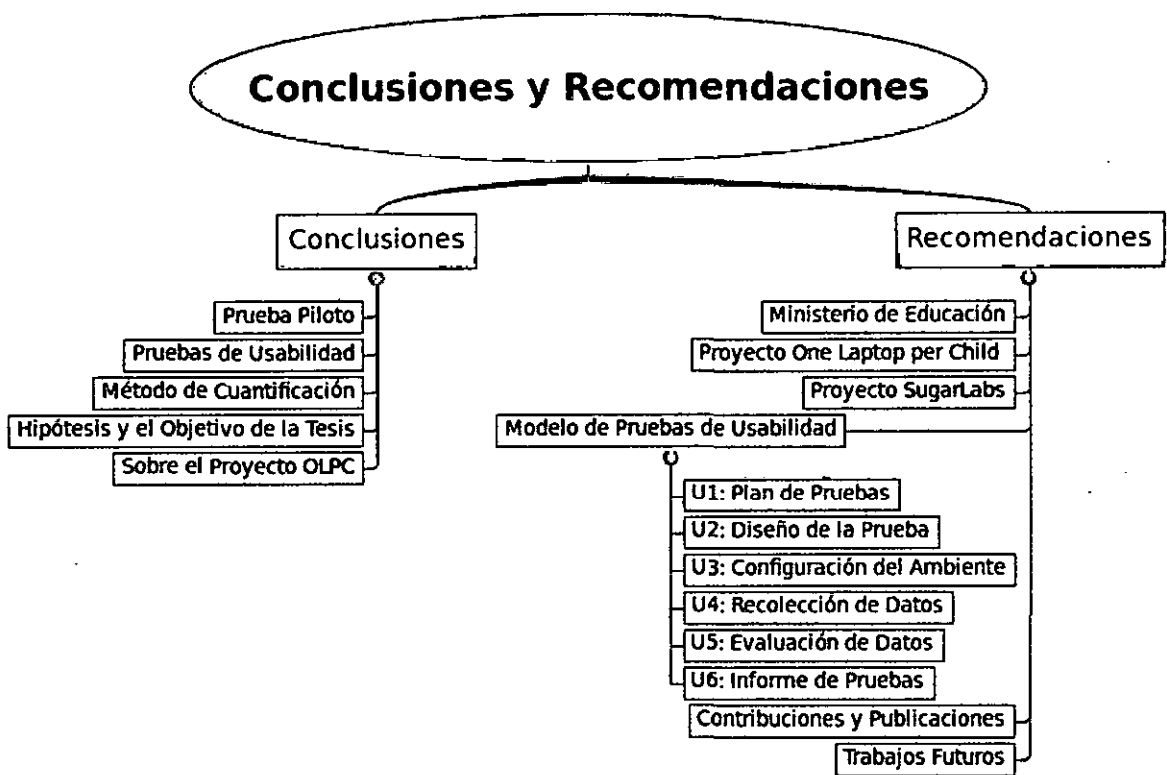 Conclusiones y Recomendaciones
Conclusiones
Prueba Piloto
Pruebas de Usabilidad
Método de Cuantificación
Hipótesis y el Objetivo de la Tesis
Sobre el Proyecto OLPC
Recomendaciones
Ministerio de Educación
Proyecto One Laptop per Child
Proyecto SugarLabs
Modelo de Pruebas de Usabilidad
U1: Plan de Pruebas
U2: Diseño de la Prueba
U3: Configuración del Ambiente
U4: Recolección de Datos
U5: Evaluación de Datos
U6: Informe de Pruebas
Contribuciones y Publicaciones
Trabajos Futuros